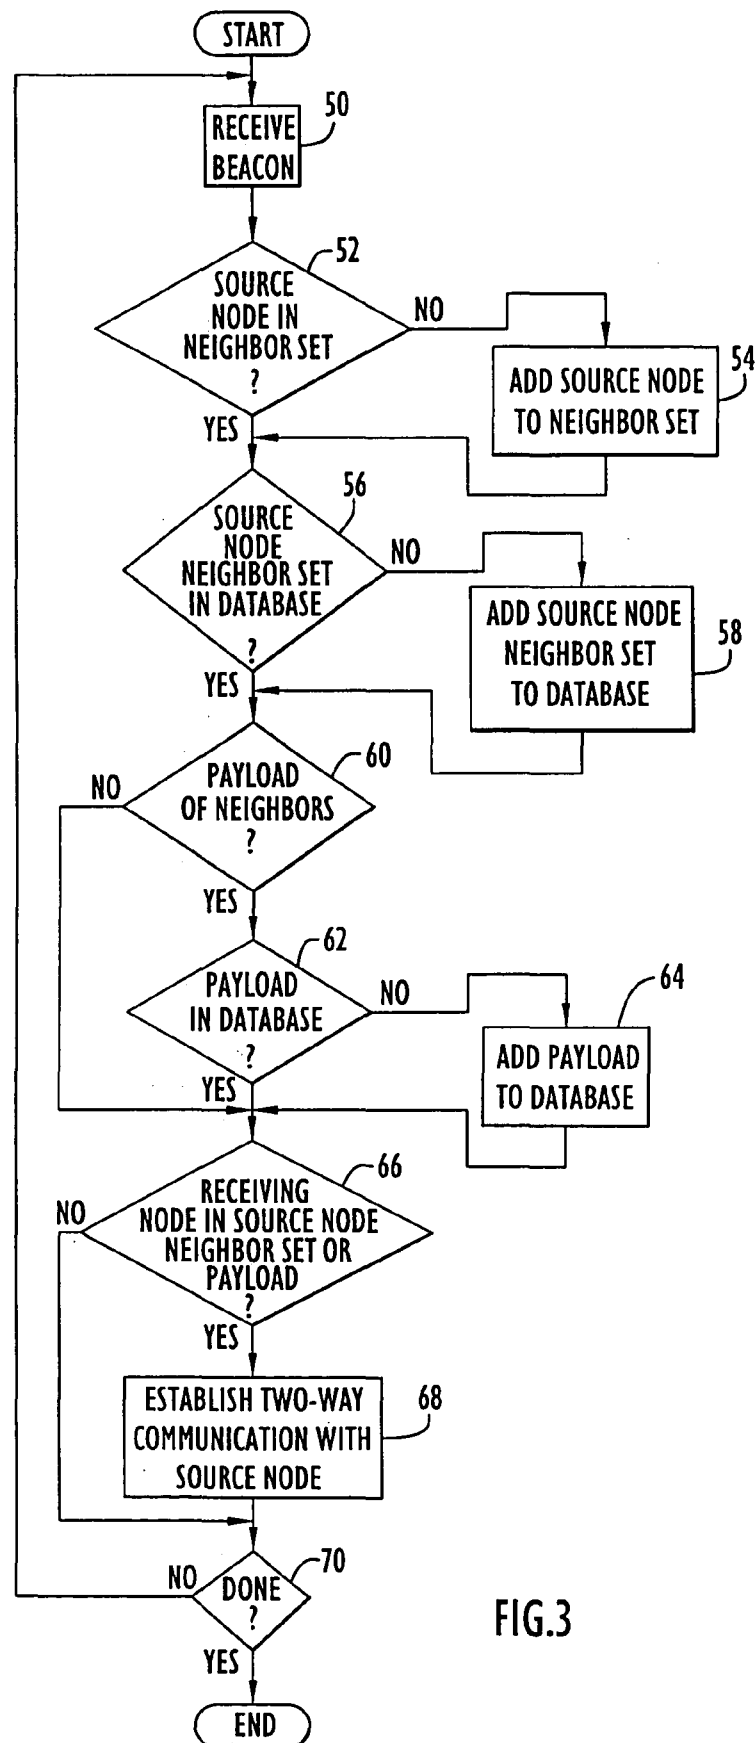 START
50
RECEIVE
BEACON
52
SOURCE
NODE IN
NEIGHBOR SET
?
NO
54
ADD SOURCE NODE
TO NEIGHBOR SET
YES
56
SOURCE
NODE
NEIGHBOR SET
IN DATABASE
?
NO
58
ADD SOURCE NODE
NEIGHBOR SET
TO DATABASE
YES
60
PAYLOAD
OF NEIGHBORS
?
NO
YES
62
PAYLOAD
IN DATABASE
?
NO
64
ADD PAYLOAD
TO DATABASE
YES
66
RECEIVING
NODE IN SOURCE NODE
NEIGHBOR SET OR
PAYLOAD
?
NO
YES
68
ESTABLISH TWO-WAY
COMMUNICATION WITH
SOURCE NODE
70
DONE
?
NO
YES
END
FIG.3